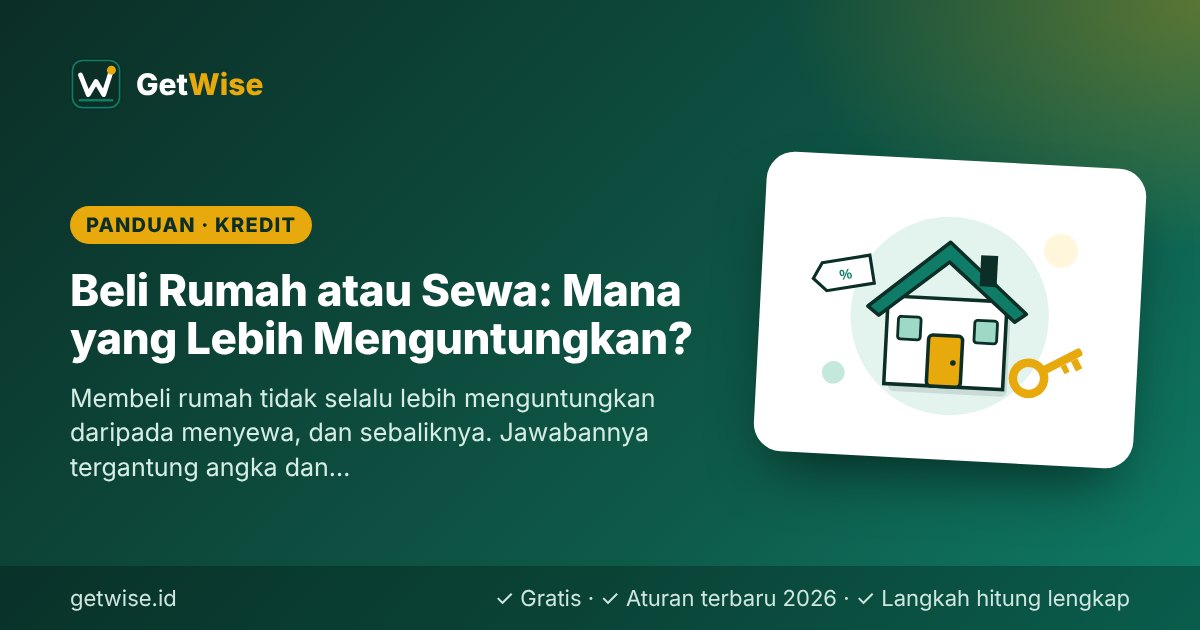 GetWise
PANDUAN · KREDIT
Beli Rumah atau Sewa: Mana
yang Lebih Menguntungkan?
Membeli rumah tidak selalu lebih menguntungkan
daripada menyewa, dan sebaliknya. Jawabannya
tergantung angka dan...
%
getwise.id
✓ Gratis · ✓ Aturan terbaru 2026 · ✓ Langkah hitung lengkap